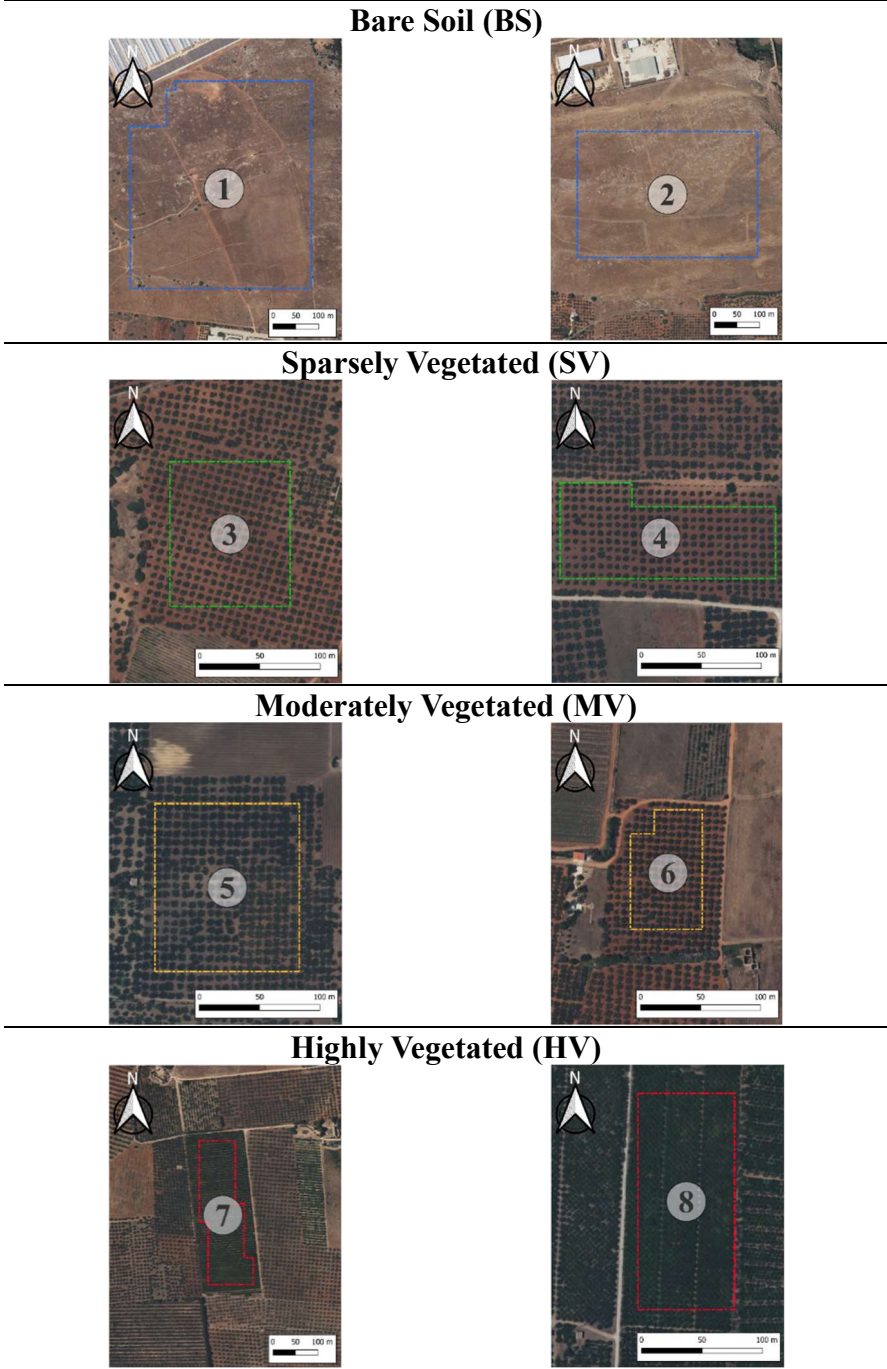 Bare Soil (BS)
N
1
0 50 100 m
N
2
0 50 100 m
Sparsely Vegetated (SV)
N
3
0 50 100 m
N
4
0 50 100 m
Moderately Vegetated (MV)
N
5
0 50 100 m
N
6
0 50 100 m
Highly Vegetated (HV)
N
7
0 50 100 m
N
8
0 50 100 m